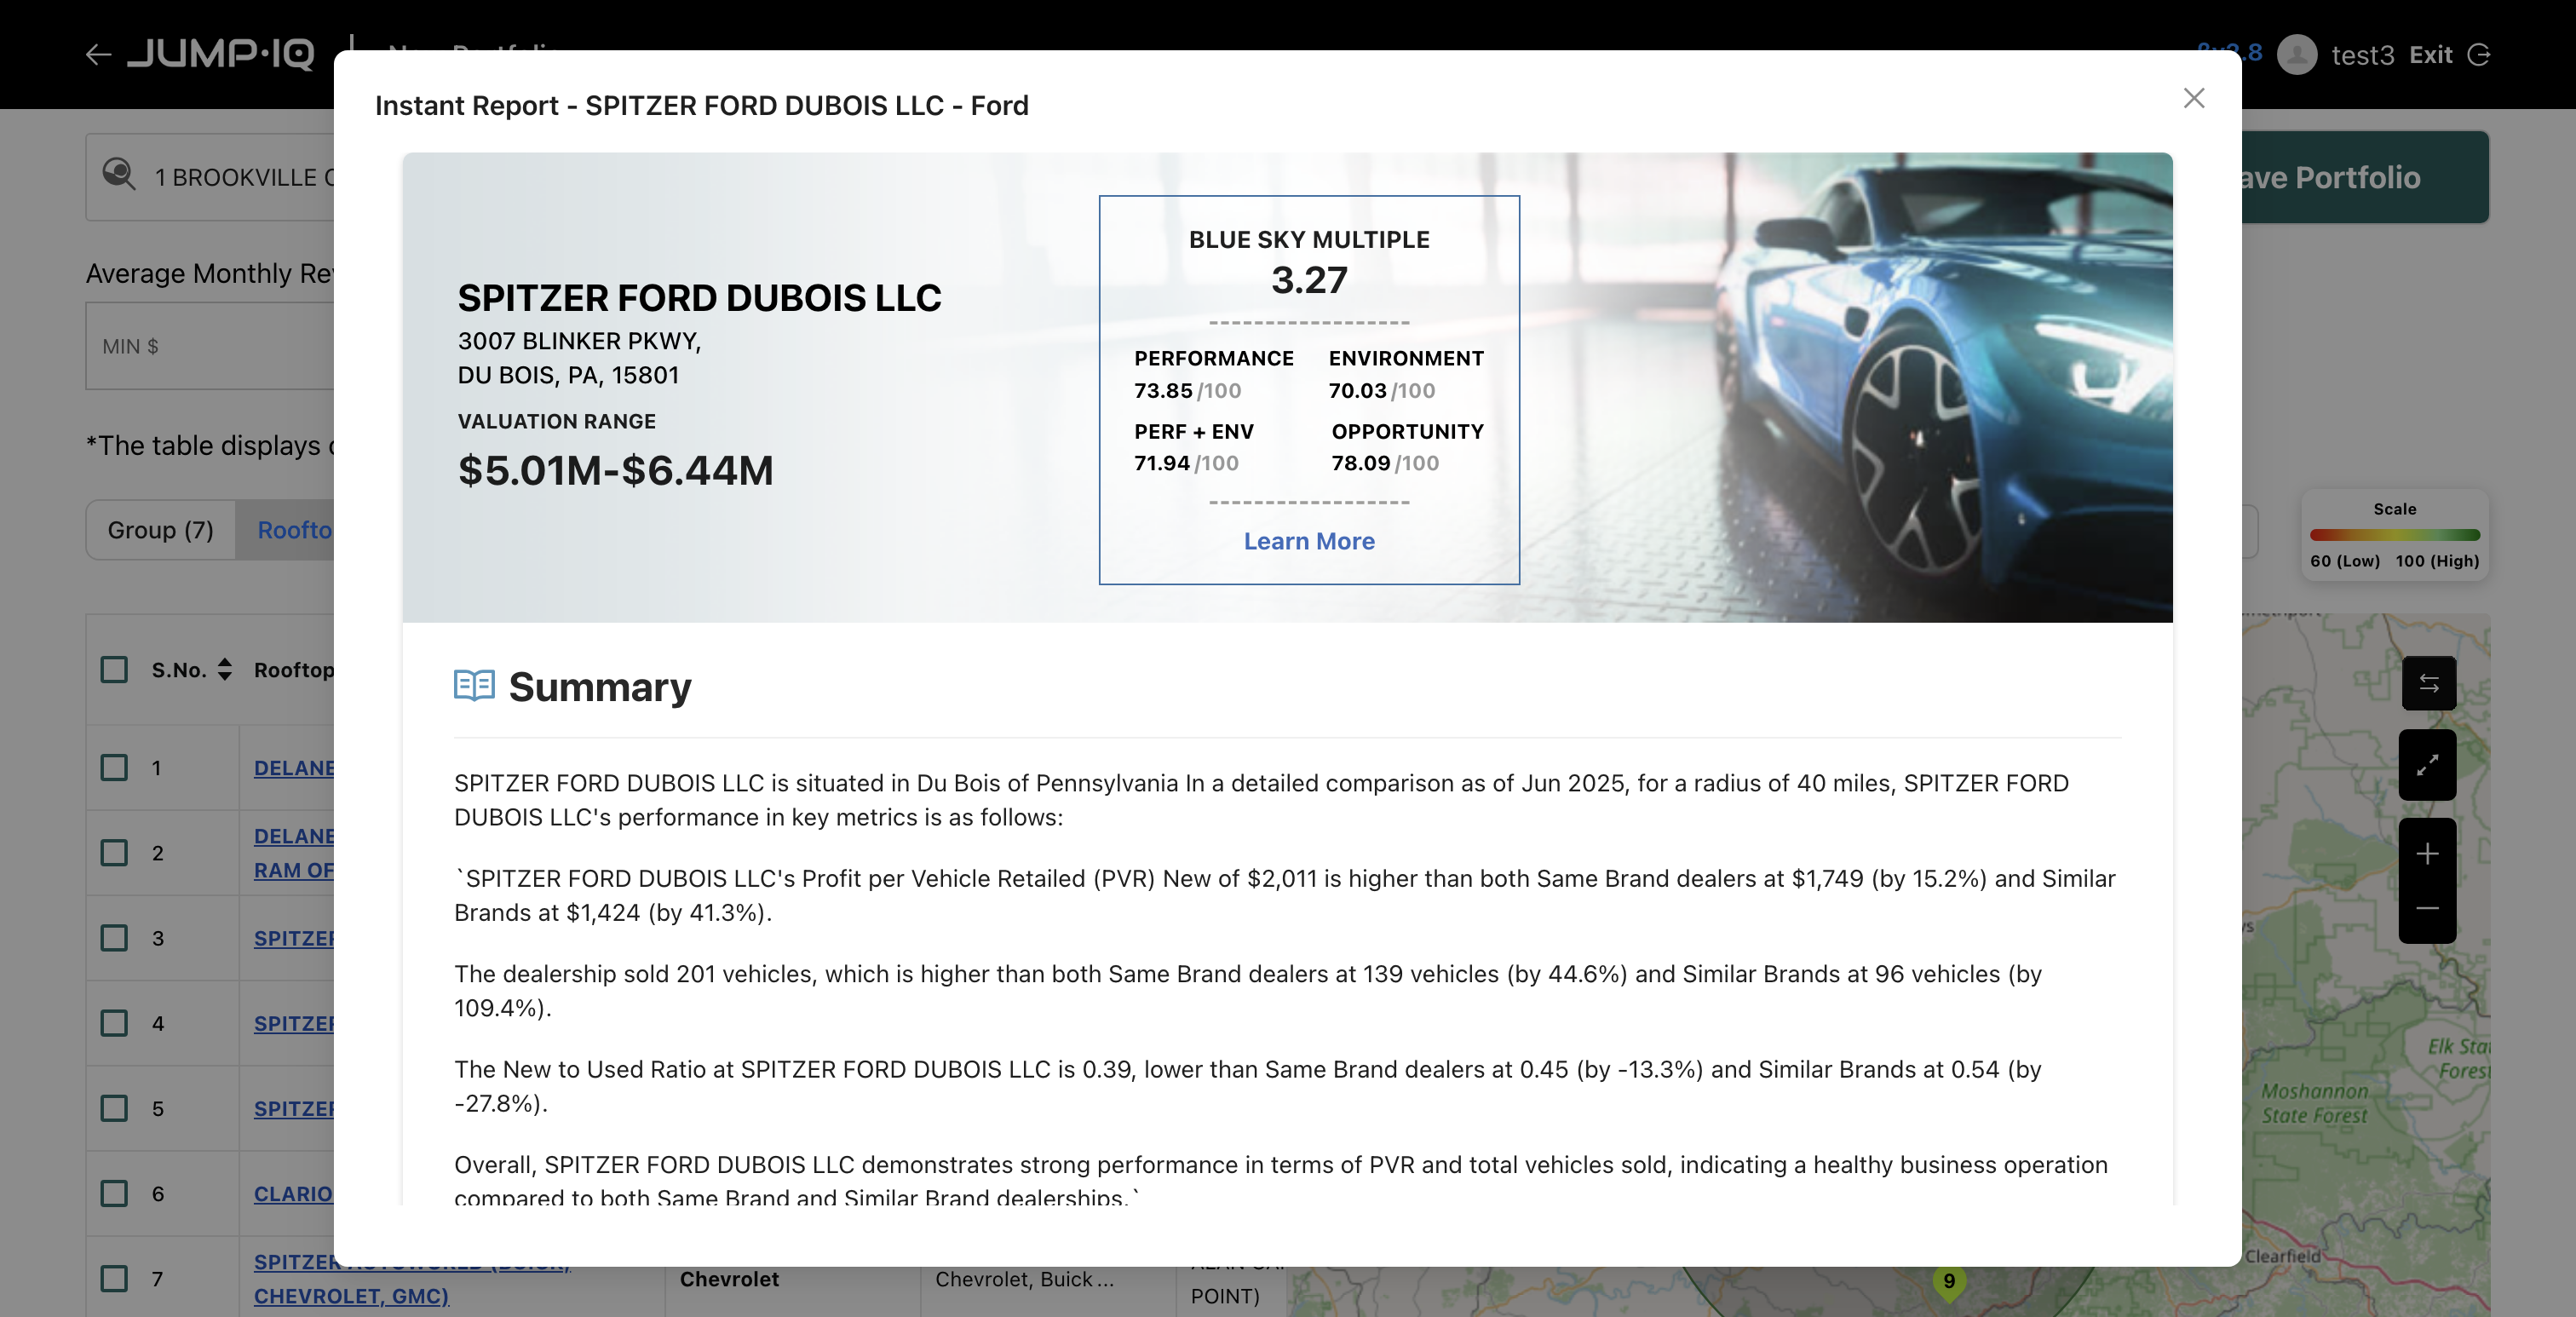 JUMP·IQ
test3 Exit
Instant Report - SPITZER FORD DUBOIS LLC - Ford
1 BROOKVILLE
ave Portfolio
Average Monthly
MIN $
*The table displays
Group (7)
SPITZER FORD DUBOIS LLC
3007 BLINKER PKWY,
DU BOIS, PA, 15801
VALUATION RANGE
$5.01M-$6.44M
BLUE SKY MULTIPLE
3.27
PERFORMANCE ENVIRONMENT
73.85/100 70.03/100
PERF + ENV OPPORTUNITY
71.94/100 78.09/100
Learn More
Scale
60 (Low) 100 (High)
Summary
SPITZER FORD DUBOIS LLC is situated in Du Bois of Pennsylvania In a detailed comparison as of Jun 2025, for a radius of 40 miles, SPITZER FORD
DUBOIS LLC's performance in key metrics is as follows:
`SPITZER FORD DUBOIS LLC's Profit per Vehicle Retailed (PVR) New of $2,011 is higher than both Same Brand dealers at $1,749 (by 15.2%) and Similar
Brands at $1,424 (by 41.3%).
The dealership sold 201 vehicles, which is higher than both Same Brand dealers at 139 vehicles (by 44.6%) and Similar Brands at 96 vehicles (by
109.4%).
The New to Used Ratio at SPITZER FORD DUBOIS LLC is 0.39, lower than Same Brand dealers at 0.45 (by -13.3%) and Similar Brands at 0.54 (by
-27.8%).
Overall, SPITZER FORD DUBOIS LLC demonstrates strong performance in terms of PVR and total vehicles sold, indicating a healthy business operation
compared to both Same Brand and Similar Brand dealerships.`
S.No. Rooftop
1 DELANE
2 DELANE
RAM OF
3 SPITZER
4 SPITZER
5 SPITZER
6 CLARIO
7 SPITZER
CHEVROLET, GMC)
Chevrolet
Chevrolet, Buick ...
POINT)
Moshannon
State Forest
Clearfield
9